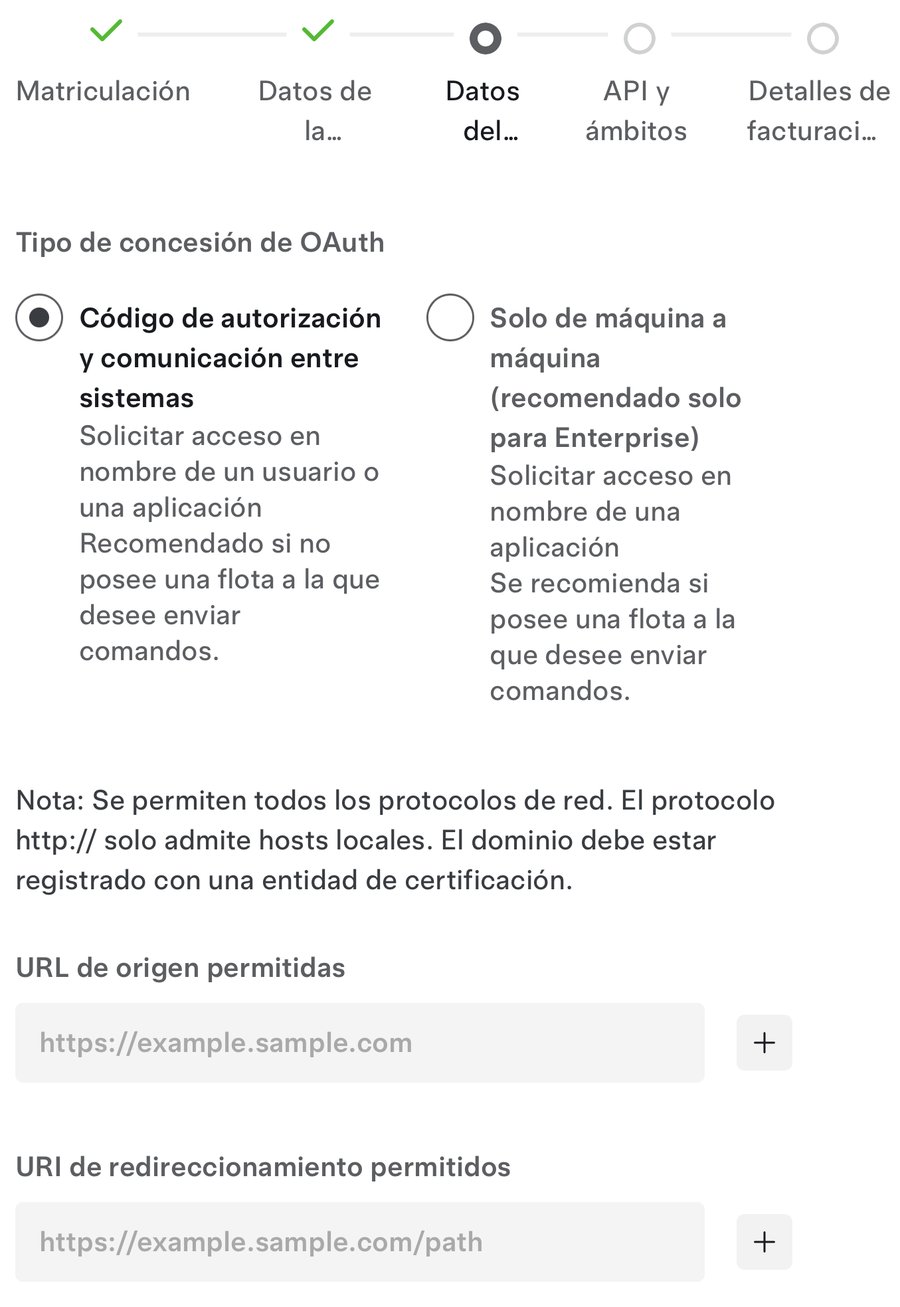 Matriculación
Datos de
la…
Datos
del…
API y
ámbitos
Detalles de
facturaci…
Tipo de concesión de OAuth
Código de autorización
y comunicación entre
sistemas
Solicitar acceso en
nombre de un usuario o
una aplicación
Recomendado si no
posee una flota a la que
desee enviar
comandos.
Solo de máquina a
máquina
(recomendado solo
para Enterprise)
Solicitar acceso en
nombre de una
aplicación
Se recomienda si
posee una flota a la
que desee enviar
comandos.
Nota: Se permiten todos los protocolos de red. El protocolo
http:// solo admite hosts locales. El dominio debe estar
registrado con una entidad de certificación.
URL de origen permitidas
https://example.sample.com
+
URI de redireccionamiento permitidos
https://example.sample.com/path
+